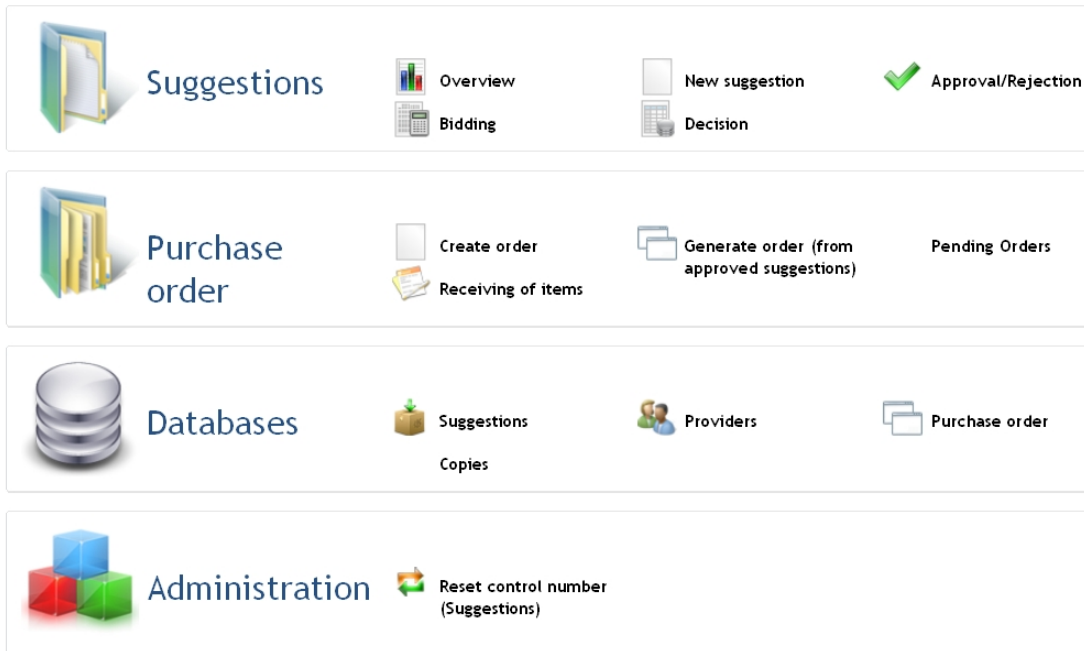 Suggestions
Overview
New suggestion
Approval/Rejection
Bidding
Decision
Purchase
order
Create order
Generate order (from
approved suggestions)
Pending Orders
Receiving of items
Databases
Suggestions
Providers
Purchase order
Copies
Administration
Reset control number
(Suggestions)